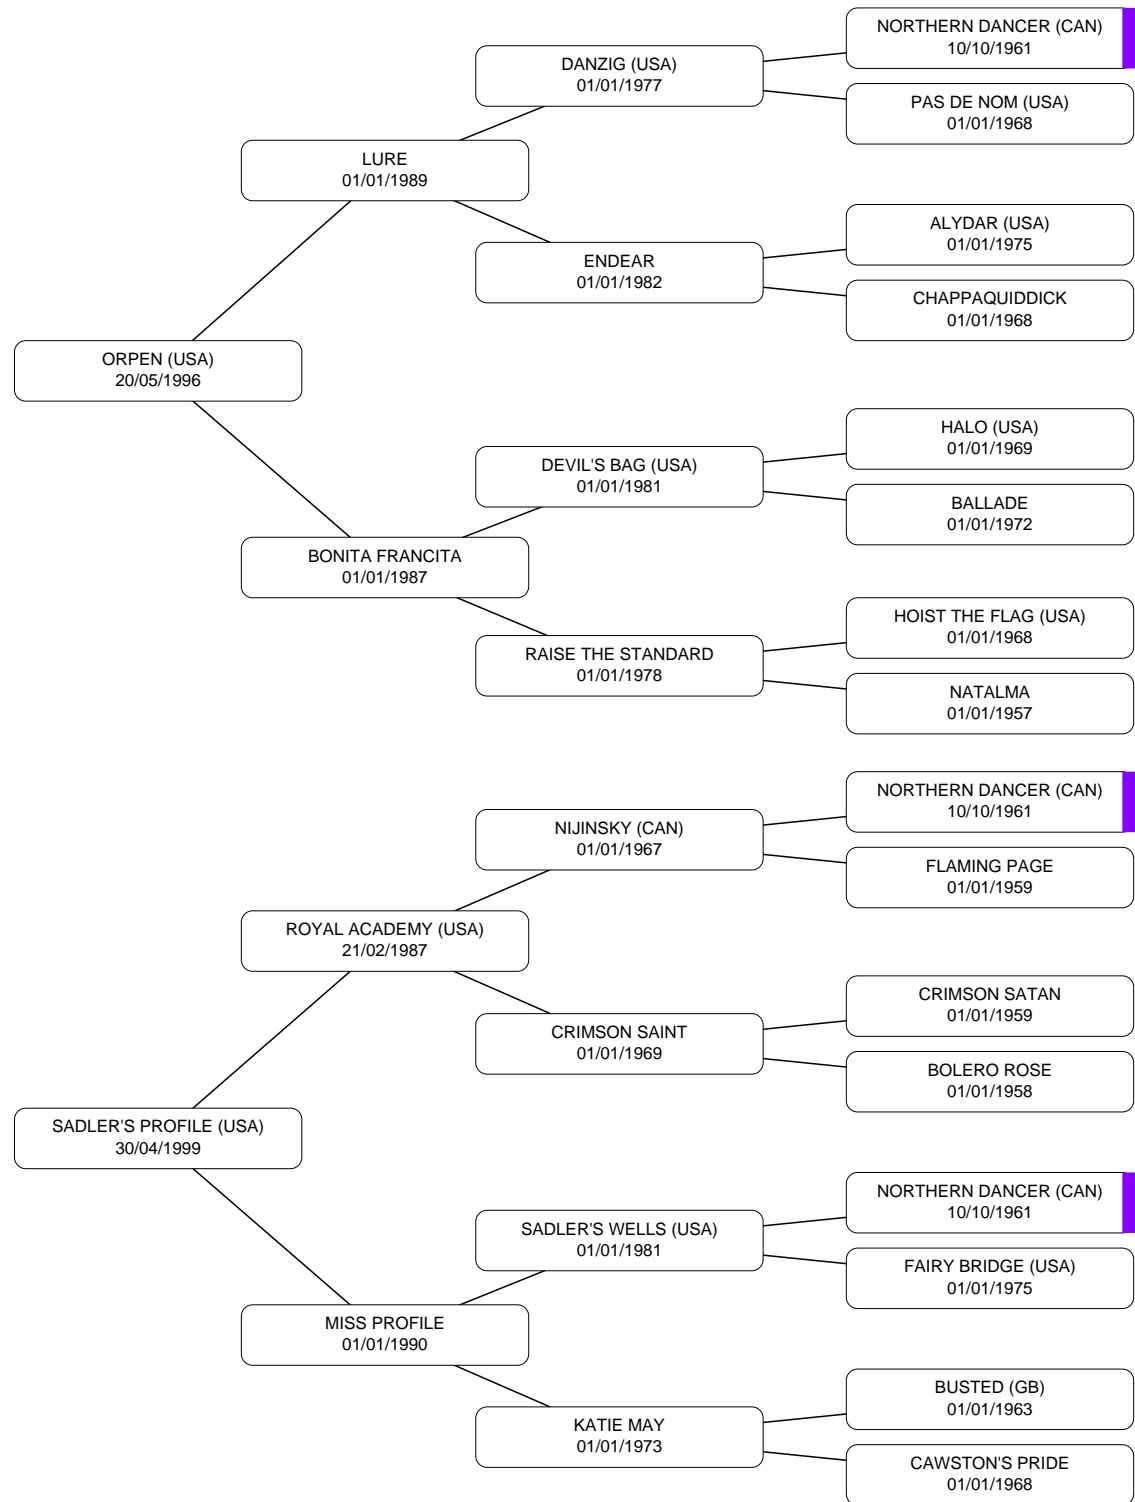 NORTHERN DANCER (CAN)
10/10/1961
DANZIG (USA)
01/01/1977
PAS DE NOM (USA)
01/01/1968
LURE
01/01/1989
ALYDAR (USA)
01/01/1975
ENDEAR
01/01/1982
CHAPPAQUIDDICK
01/01/1968
ORPEN (USA)
20/05/1996
HALO (USA)
01/01/1969
DEVIL'S BAG (USA)
01/01/1981
BALLADE
01/01/1972
BONITA FRANCITA
01/01/1987
HOIST THE FLAG (USA)
01/01/1968
RAISE THE STANDARD
01/01/1978
NATALMA
01/01/1957
NORTHERN DANCER (CAN)
10/10/1961
NIJINSKY (CAN)
01/01/1967
FLAMING PAGE
01/01/1959
ROYAL ACADEMY (USA)
21/02/1987
CRIMSON SATAN
01/01/1959
CRIMSON SAINT
01/01/1969
BOLERO ROSE
01/01/1958
SADLER'S PROFILE (USA)
30/04/1999
NORTHERN DANCER (CAN)
10/10/1961
SADLER'S WELLS (USA)
01/01/1981
FAIRY BRIDGE (USA)
01/01/1975
MISS PROFILE
01/01/1990
BUSTED (GB)
01/01/1963
KATIE MAY
01/01/1973
CAWSTON'S PRIDE
01/01/1968